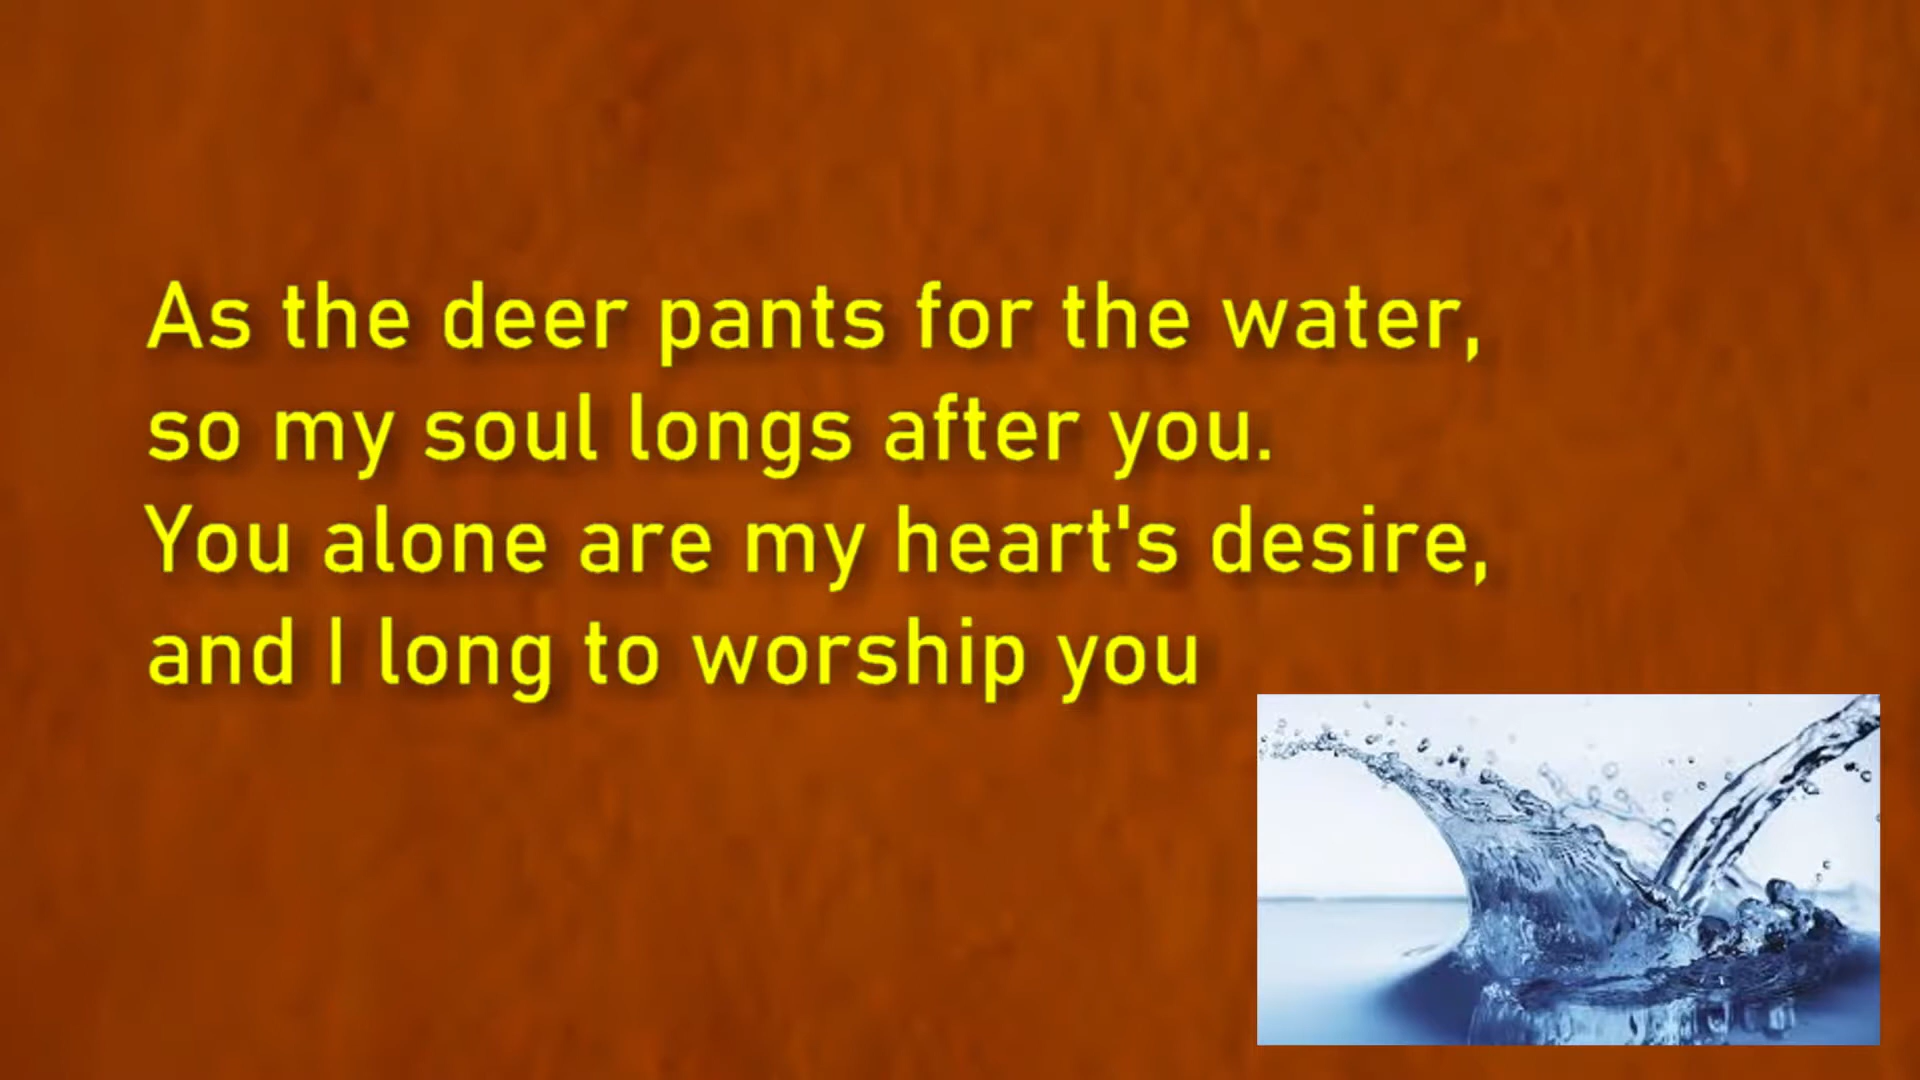 As the deer pants for the water,
so my soul longs after you.
You alone are my heart's desire,
and I long to worship you